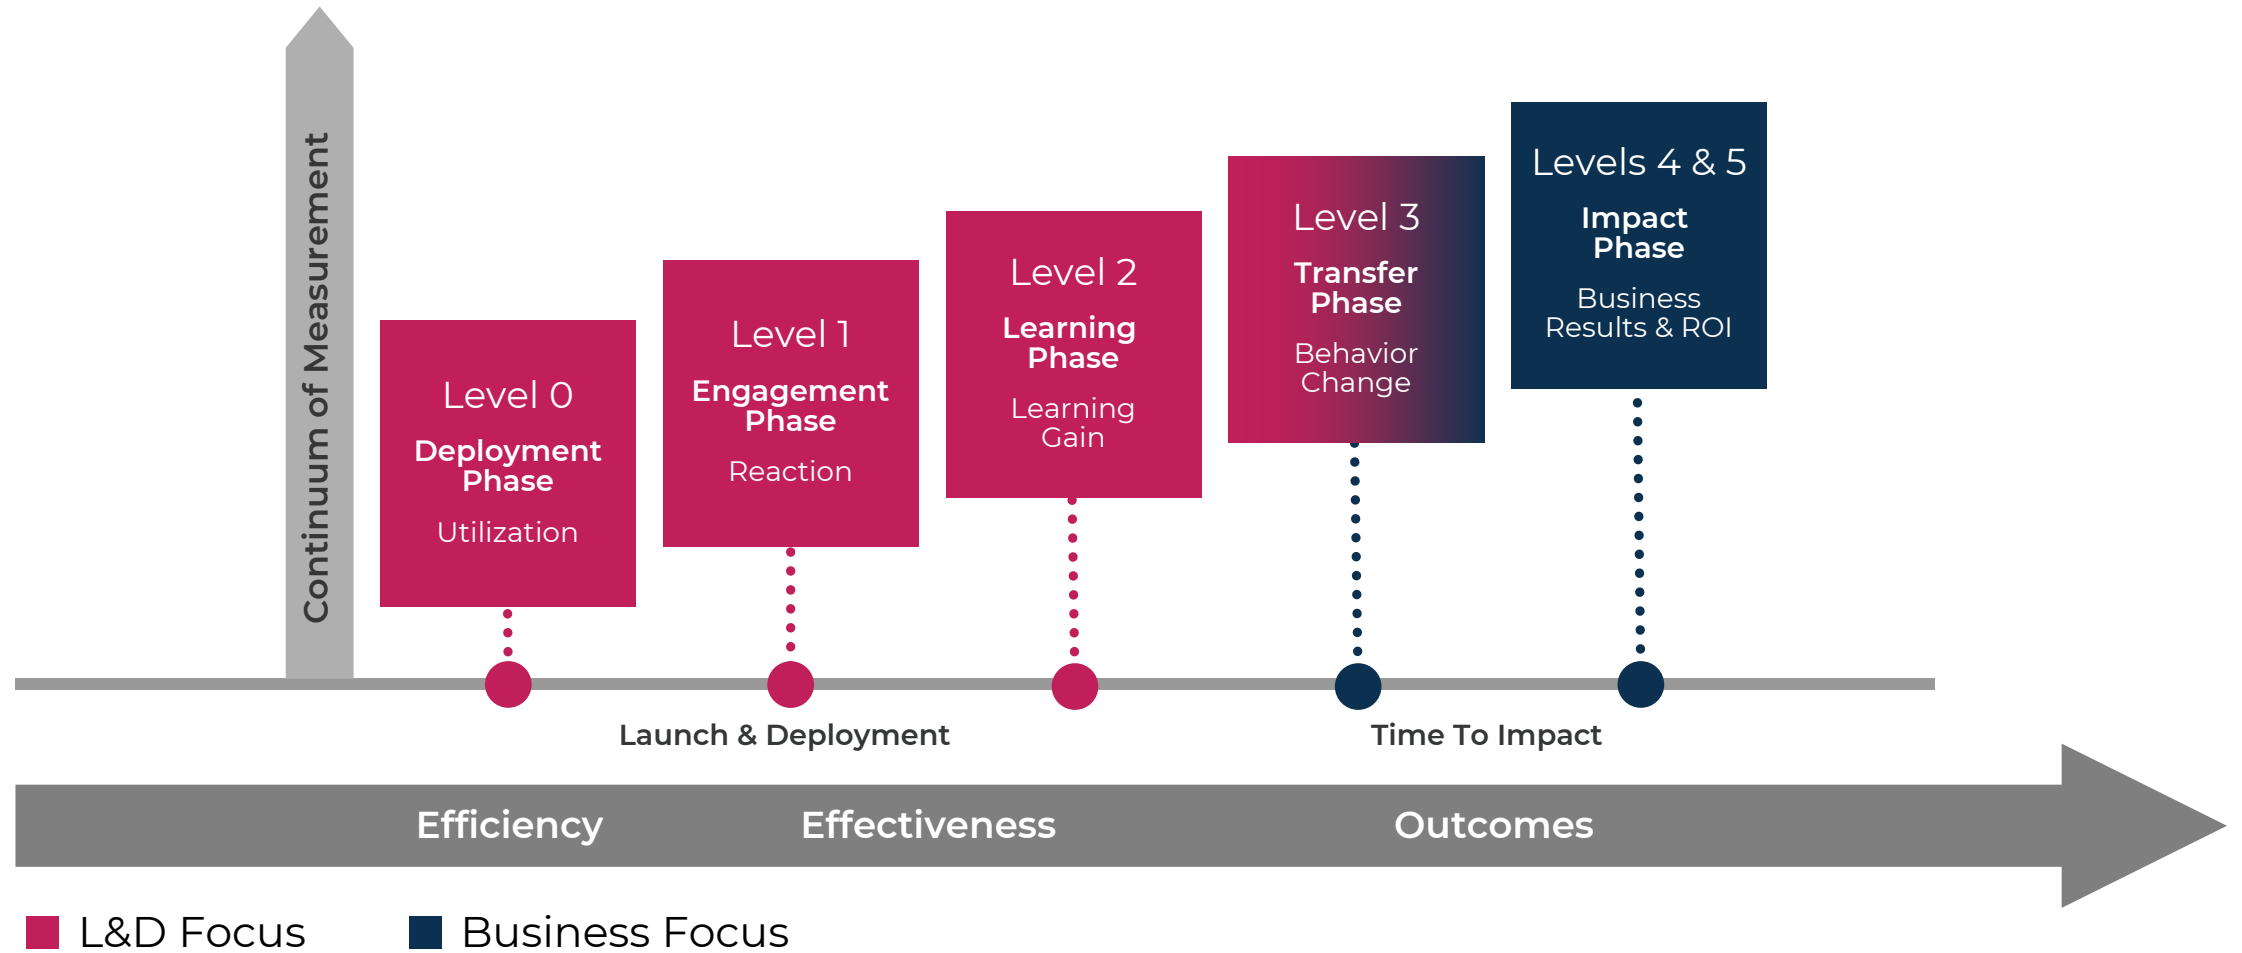 Continuum of Measurement
Level 0
Deployment
Phase
Utilization
Level 1
Engagement
Phase
Reaction
Level 2
Learning
Phase
Learning
Gain
Level 3
Transfer
Phase
Behavior
Change
Levels 4 & 5
Impact
Phase
Business
Results & ROI
Launch & Deployment
Time To Impact
Efficiency
Effectiveness
Outcomes
L&D Focus
Business Focus